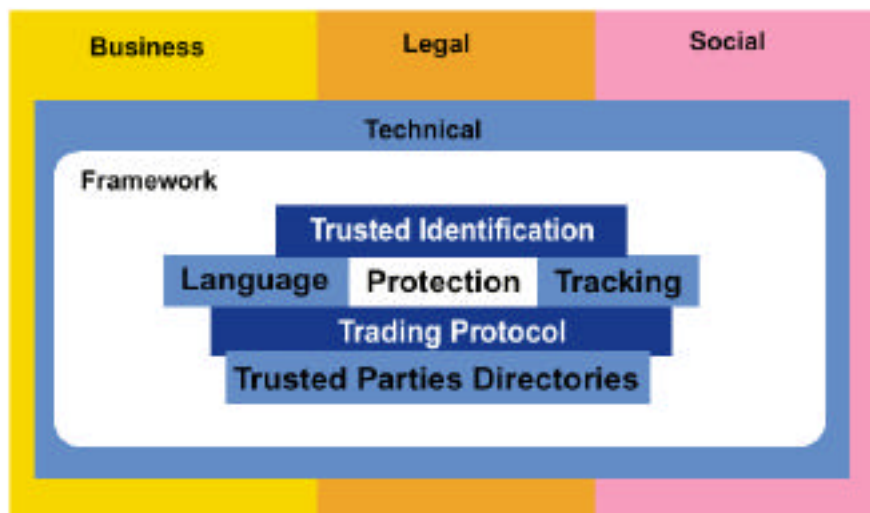 Business Legal Social
Technical
Framework
Trusted Identification
Language Protection Tracking
Trading Protocol
Trusted Parties Directories